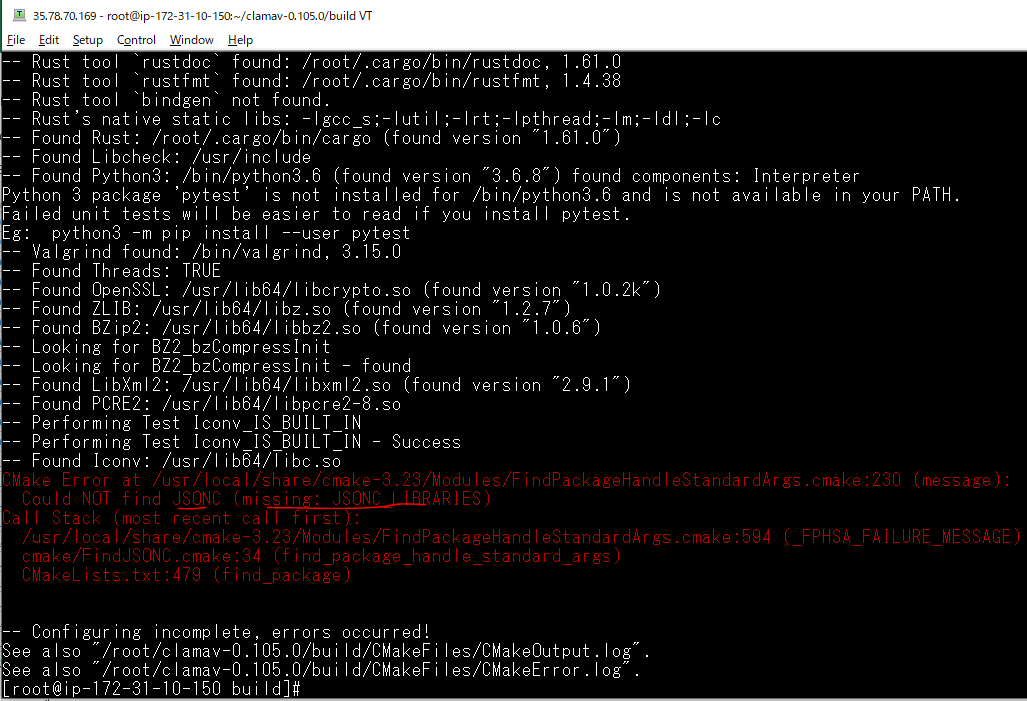 35.78.70.169 - root@ip-172-31-10-150:~/clamav-0.105.0/build VT
File Edit Setup Control Window Help
-- Rust tool `rustdoc` found: /root/.cargo/bin/rustdoc, 1.61.0
-- Rust tool `rustfmt` found: /root/.cargo/bin/rustfmt, 1.4.38
-- Rust tool `bindgen` not found.
-- Rust's native static libs: -lgcc_s;-lutil;-lrt;-lpthread;-lm;-ldl;-lc
-- Found Rust: /root/.cargo/bin/cargo (found version "1.61.0")
-- Found Libcheck: /usr/include
-- Found Python3: /bin/python3.6 (found version "3.6.8") found components: Interpreter
Python 3 package 'pytest' is not installed for /bin/python3.6 and is not available in your PATH.
Failed unit tests will be easier to read if you install pytest.
Eg:  python3 -m pip install --user pytest
-- Valgrind found: /bin/valgrind, 3.15.0
-- Found Threads: TRUE
-- Found OpenSSL: /usr/lib64/libcrypto.so (found version "1.0.2k")
-- Found ZLIB: /usr/lib64/libz.so (found version "1.2.7")
-- Found BZip2: /usr/lib64/libbz2.so (found version "1.0.6")
-- Looking for BZ2_bzCompressInit
-- Looking for BZ2_bzCompressInit - found
-- Found LibXml2: /usr/lib64/libxml2.so (found version "2.9.1")
-- Found PCRE2: /usr/lib64/libpcre2-8.so
-- Performing Test Iconv_IS_BUILT_IN
-- Performing Test Iconv_IS_BUILT_IN - Success
-- Found Iconv: /usr/lib64/libc.so
CMake Error at /usr/local/share/cmake-3.23/Modules/FindPackageHandleStandardArgs.cmake:230 (message):
  Could NOT find JSONC (missing: JSONC_LIBRARIES)
Call Stack (most recent call first):
  /usr/local/share/cmake-3.23/Modules/FindPackageHandleStandardArgs.cmake:594 (_FPHSA_FAILURE_MESSAGE)
  cmake/FindJSONC.cmake:34 (find_package_handle_standard_args)
  CMakeLists.txt:479 (find_package)
-- Configuring incomplete, errors occurred!
See also "/root/clamav-0.105.0/build/CMakeFiles/CMakeOutput.log".
See also "/root/clamav-0.105.0/build/CMakeFiles/CMakeError.log".
[root@ip-172-31-10-150 build]#